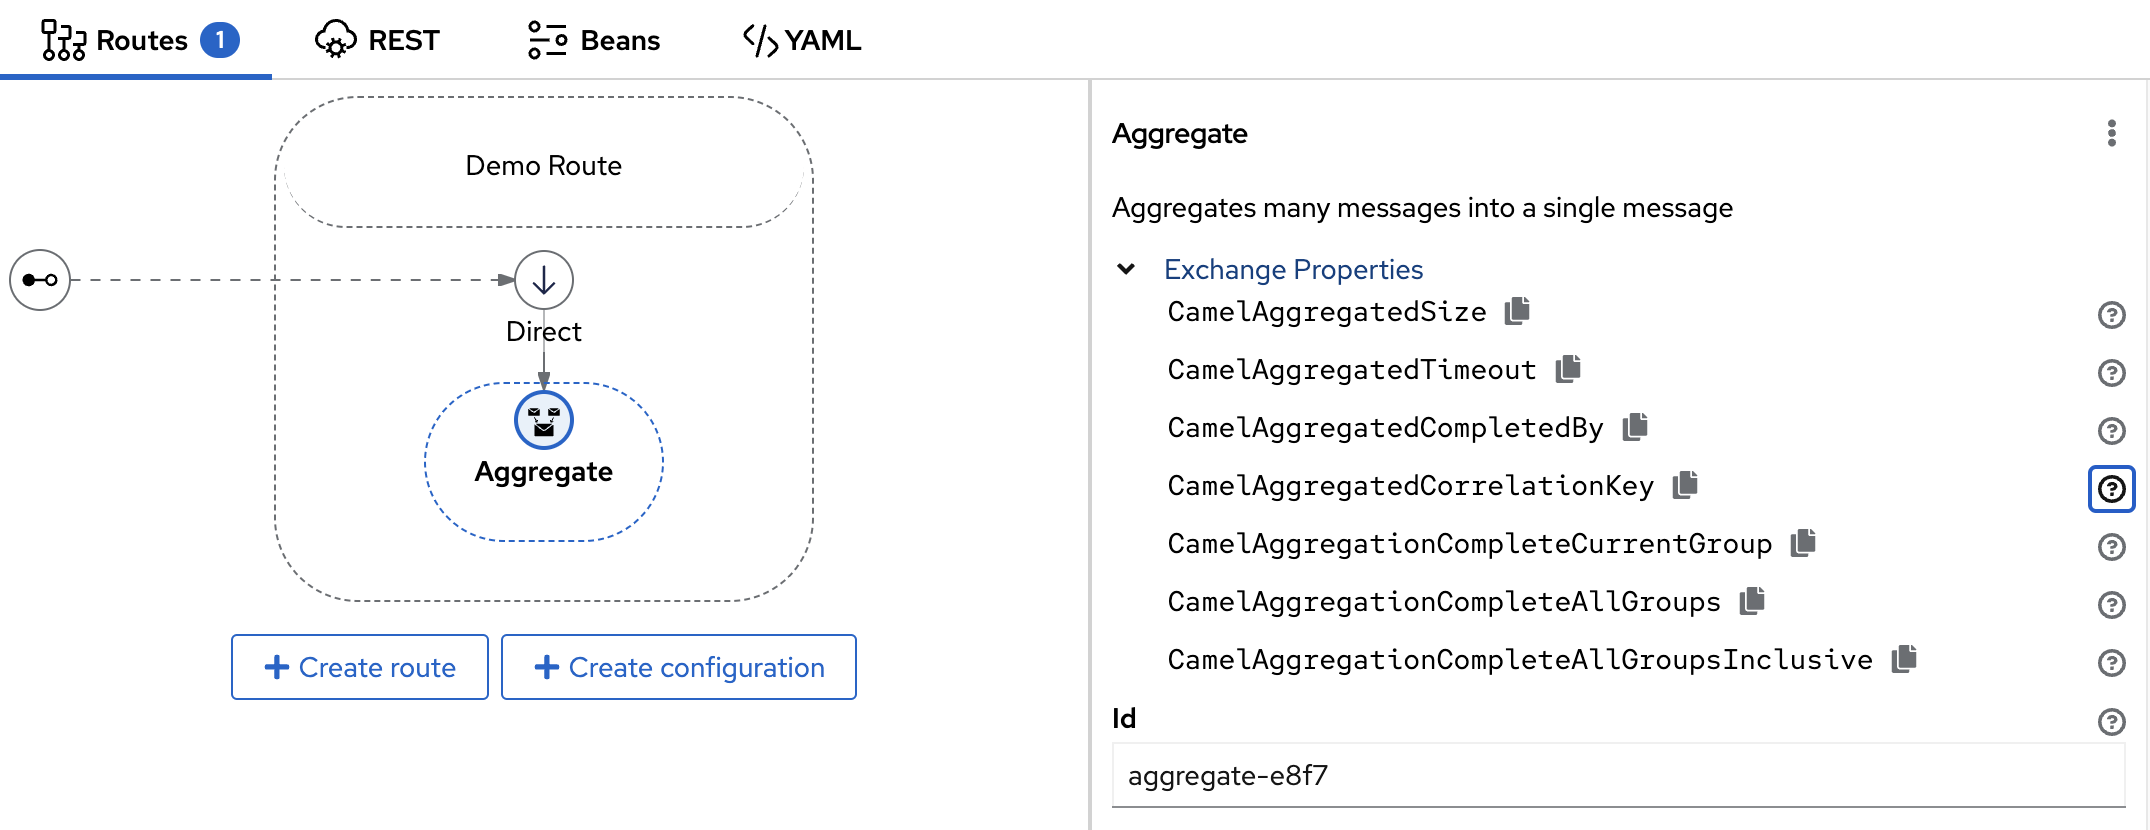 Routes 1 REST Beans YAML
Demo Route
Direct
Aggregate
Create route Create configuration
Aggregate
Aggregates many messages into a single message
Exchange Properties
CamelAggregatedSize
CamelAggregatedTimeout
CamelAggregatedCompletedBy
CamelAggregatedCorrelationKey
CamelAggregationCompleteCurrentGroup
CamelAggregationCompleteAllGroups
CamelAggregationCompleteAllGroupsInclusive
Id
aggregate-e8f7